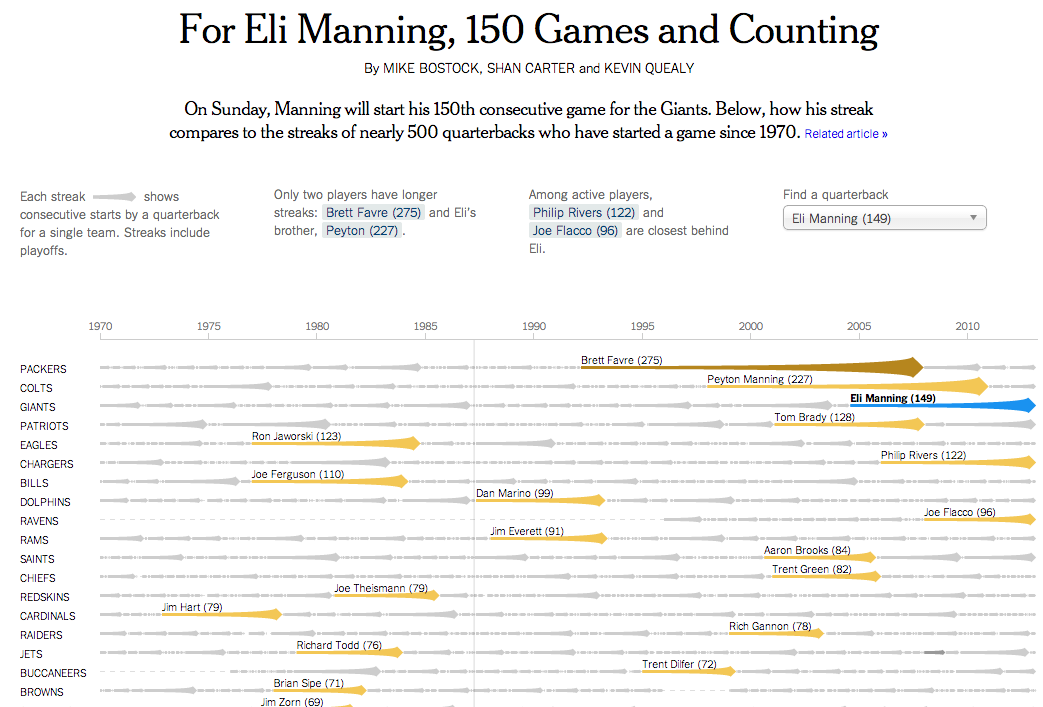 For Eli Manning, 150 Games and Counting
By MIKE BOSTOCK, SHAN CARTER and KEVIN QUEALY
On Sunday, Manning will start his 150th consecutive game for the Giants. Below, how his streak
compares to the streaks of nearly 500 quarterbacks who have started a game since 1970. Related article »
Each streak shows
consecutive starts by a quarterback
for a single team. Streaks include
playoffs.
Only two players have longer
streaks: Brett Favre (275) and Eli's
brother, Peyton (227).
Among active players,
Philip Rivers (122) and
Joe Flacco (96) are closest behind
Eli.
Find a quarterback
Eli Manning (149)
1970 1975 1980 1985 1990 1995 2000 2005 2010
PACKERS Brett Favre (275)
COLTS Peyton Manning (227)
GIANTS Eli Manning (149)
PATRIOTS Tom Brady (128)
EAGLES Ron Jaworski (123)
CHARGERS Philip Rivers (122)
BILLS Joe Ferguson (110)
DOLPHINS Dan Marino (99)
RAVENS Joe Flacco (96)
RAMS Jim Everett (91)
SAINTS Aaron Brooks (84)
CHIEFS Trent Green (82)
REDSKINS Joe Theismann (79)
CARDINALS Jim Hart (79)
RAIDERS Rich Gannon (78)
JETS Richard Todd (76)
BUCCANEERS Trent Dilfer (72)
BROWNS Brian Sipe (71)
Jim Zorn (69)